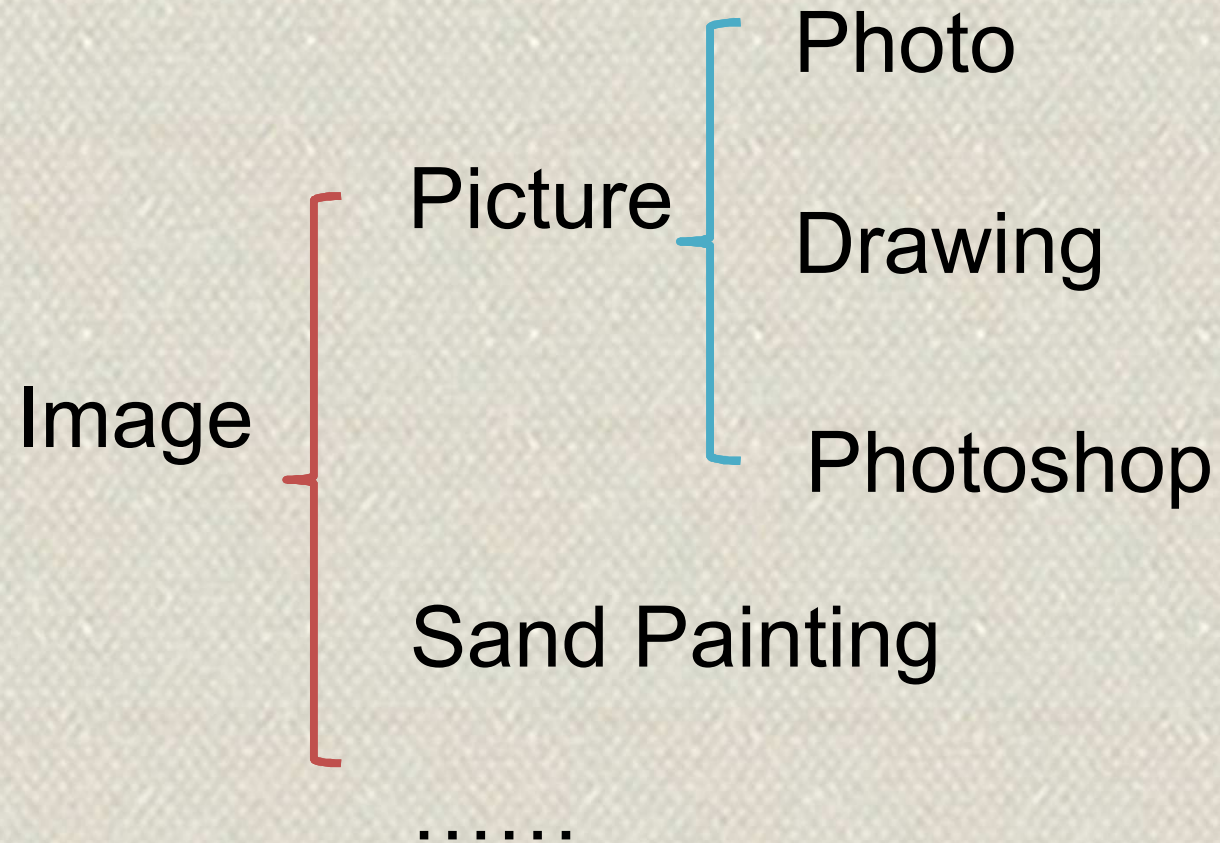 Photo
Picture
Drawing
Image
Photoshop
Sand Painting
......